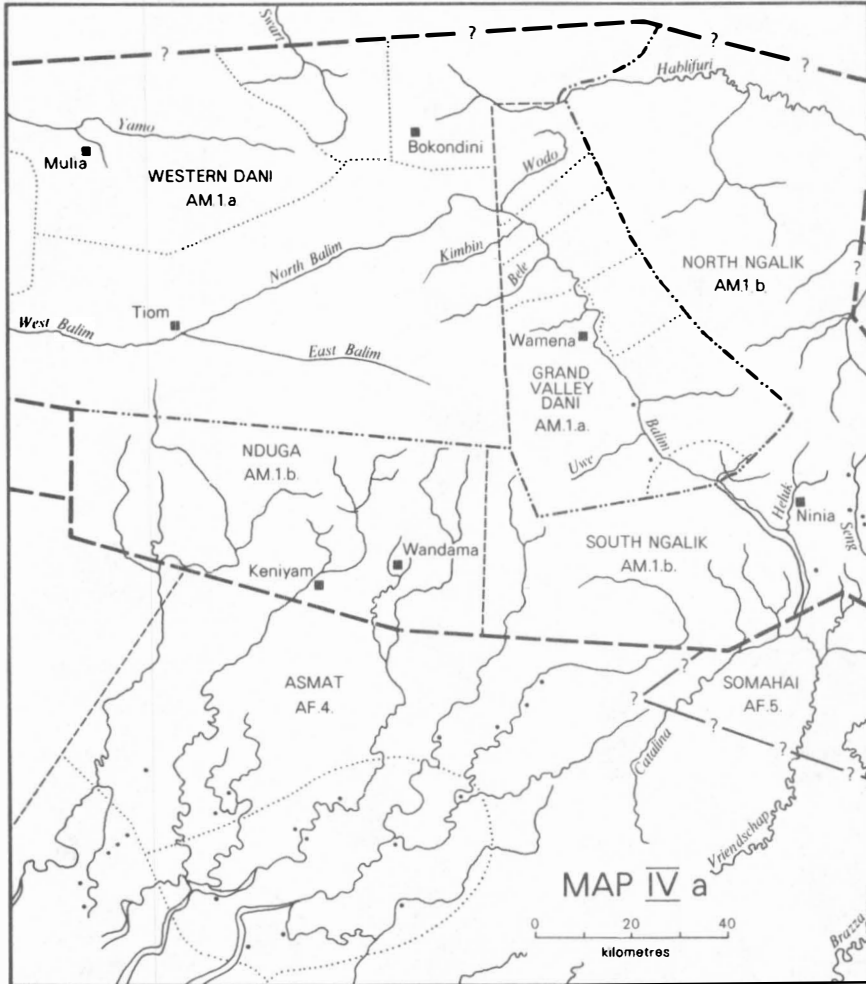 Swart
?
?
?
Hablifuri
?
Yamo
Bokondini
Mulia
Wodo
WESTERN DANI
AM.1.a
North Balim
Kimbin
Bele
NORTH NGALIK
AM.1.b.
?
Tiom
West Balim
East Balim
Wamena
GRAND
VALLEY
DANI
AM.1.a.
Balim
Uwe
NDUGA
AM.1.b.
Heluk
Ninia
Seng
Wandama
Keniyam
SOUTH NGALIK
AM.1.b.
?
ASMAT
AF.4.
SOMAHAI
AF.5.
?
?
?
?
Catalina
Vriendschap
MAP IV a
0 20 40
kilometres
Brazza